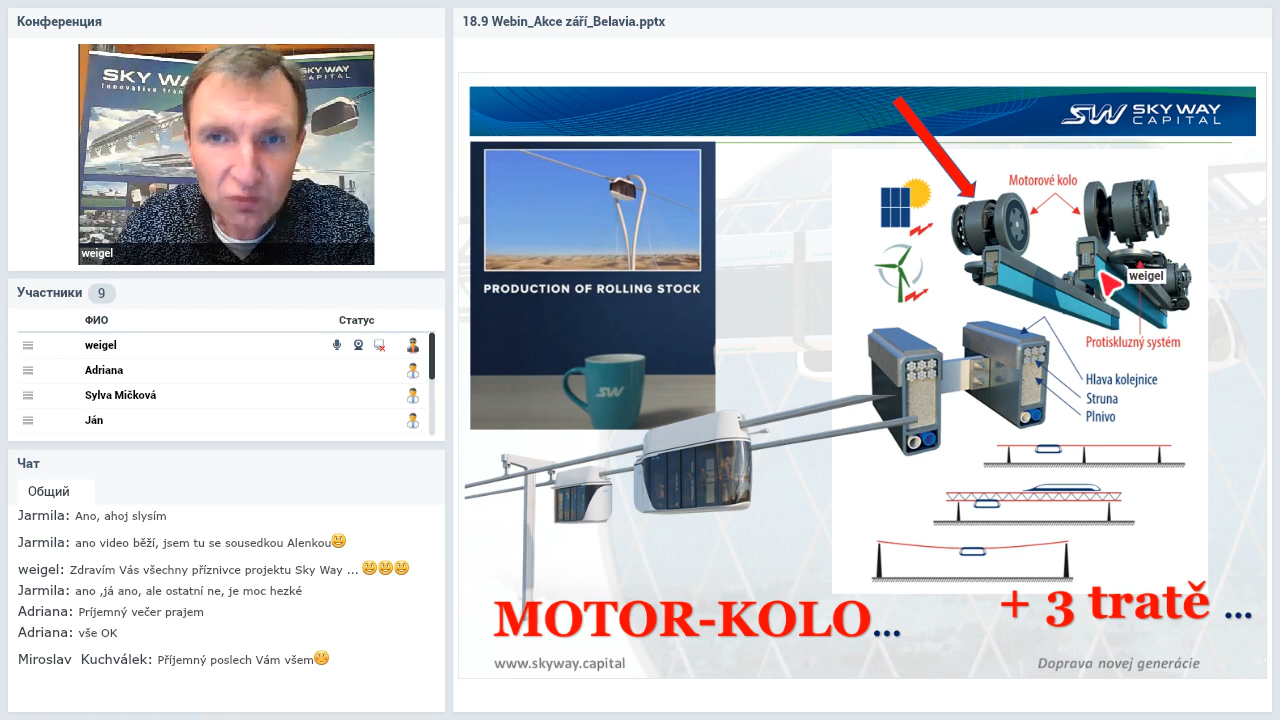 Конференция
SKY WAY
CAPITAL
weigel
Участники 9
ФИО Статус
weigel
Adriana
Sylva Mičková
Ján
Чат
Общий
Jarmila: Ano, ahoj slysím
Jarmila: ano video běží, jsem tu se sousedkou Alenkou
weigel: Zdravím Vás všechny příznivce projektu Sky Way ...
Jarmila: ano ,já ano, ale ostatní ne, je moc hezké
Adriana: Príjemný večer prajem
Adriana: vše OK
Miroslav Kuchválek: Příjemný poslech Vám všem
18.9 Webin_Akce září_Belavia.pptx
SW SKY WAY
CAPITAL
PRODUCTION OF ROLLING STOCK
SW
Motorové kolo
weigel
Protiskluzný systém
Hlava kolejnice
Struna
Plnivo
MOTOR-KOLO...
+ 3 tratě ...
www.skyway.capital
Doprava novej generácie